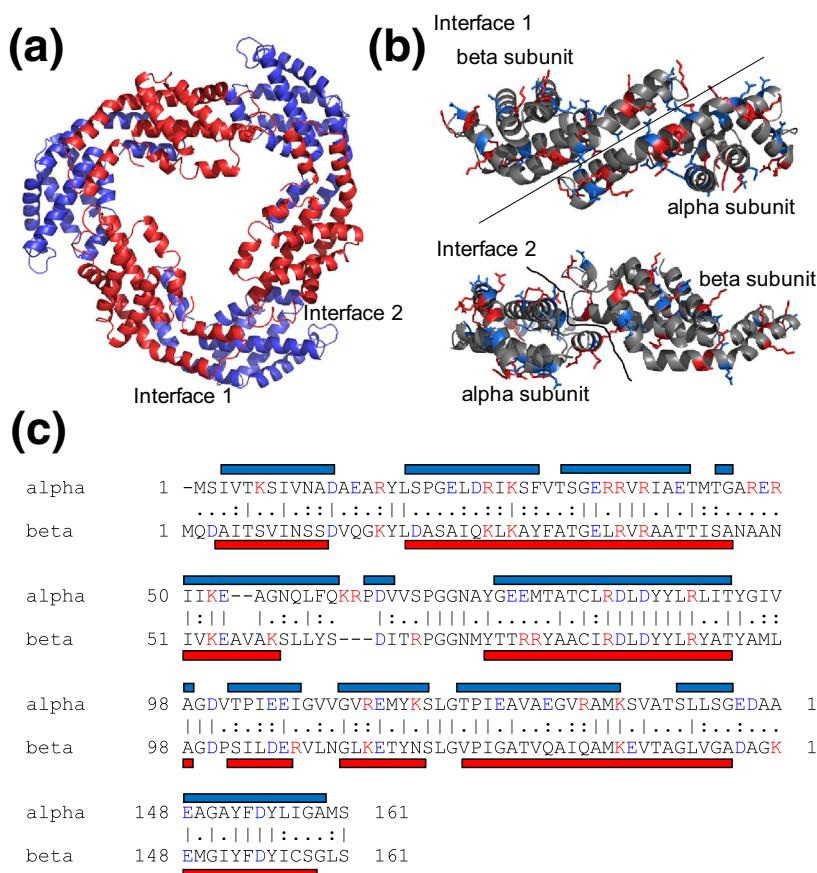 (a)
(b)
Interface 1
beta subunit
alpha subunit
Interface 2
beta subunit
alpha subunit
Interface 2
Interface 1
(c)
alpha 1 -MSIVTKSIVNADAEARYLSPGELDRIKSFVTSGERRVRIAETMTGARER
...:..|.:|:
beta 1 MQDAITSVINSSDVQGKYLDASAIQKLKAYFATGELRVRAATTISANAAN
alpha 50 IIKE--AGNQLFQKRPDVVSPGGNAYGEEMTATCLRDLDYYLRLITYGIV
beta 51 IVKEAVAKSLLYS---DITRPGGNMYTTRRYAACIRDLDYYLRYATYAML
alpha 98 AGDVTPIEEIGVVGVREMYKSLGTPIEAVAEGVRAMKSVATSLLSGEDAA 1
beta 98 AGDPSILDERVLNGLKETYNSLGVPIGATVQAIQAMKEVTAGLVGADAGK 1
alpha 148 EAGAYFDYLIGAMS 161
|.|.||||||:...:
beta 148 EMGIYFDYICSGLS 161